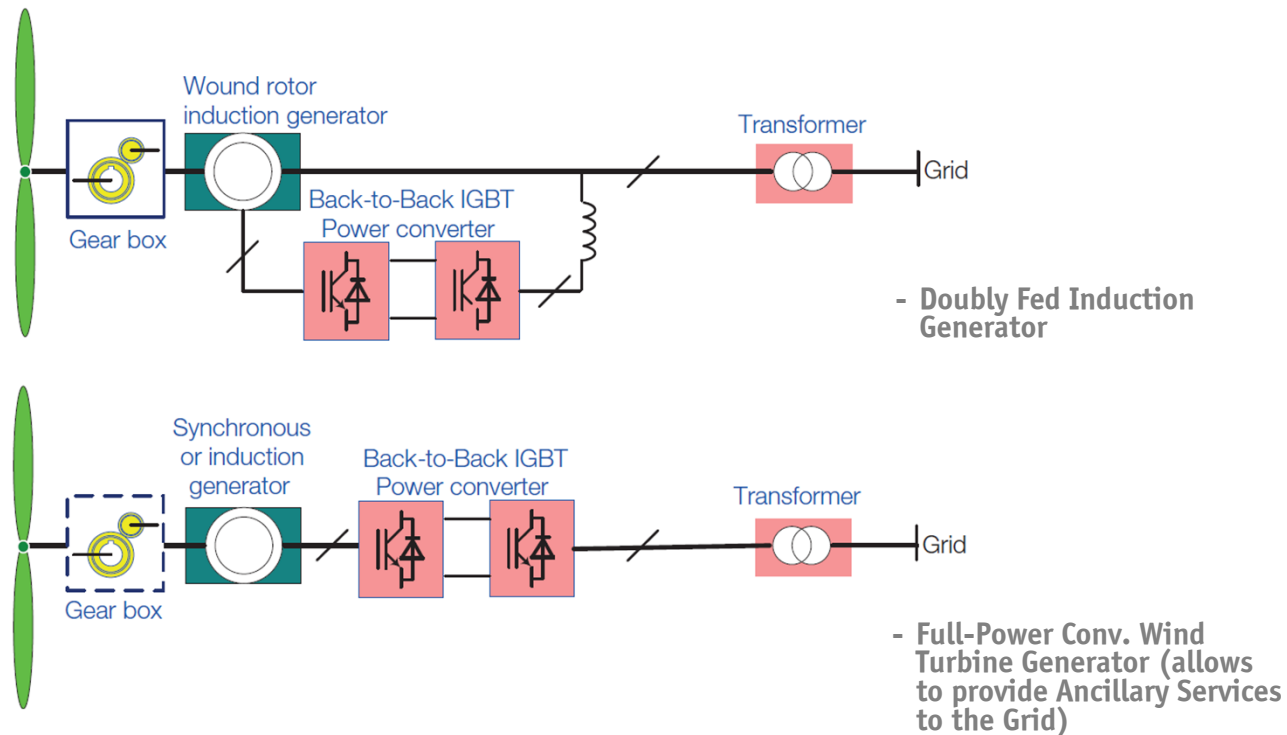 Wound rotor
induction generator
Transformer
Grid
Back-to-Back IGBT
Power converter
Gear box
- Doubly Fed Induction
Generator
Synchronous
or induction
generator
Back-to-Back IGBT
Power converter
Transformer
Grid
Gear box
- Full-Power Conv. Wind
Turbine Generator (allows
to provide Ancillary Services
to the Grid)